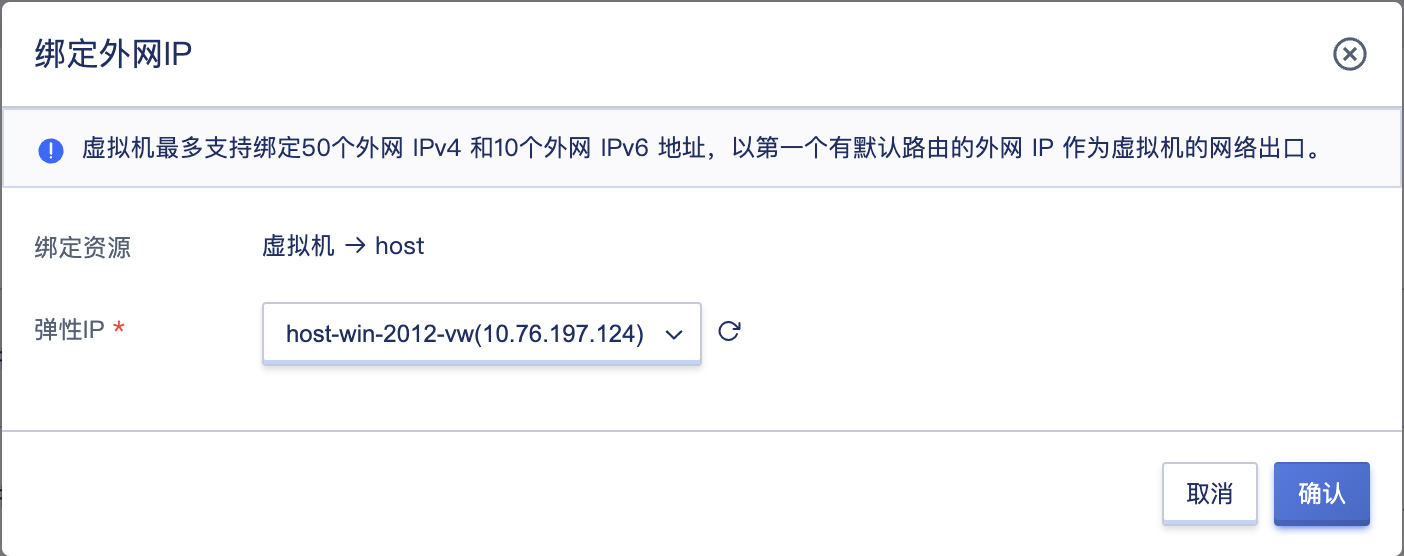 绑定外网IP
虚拟机最多支持绑定50个外网 IPv4 和10个外网 IPv6 地址，以第一个有默认路由的外网 IP 作为虚拟机的网络出口。
绑定资源 虚拟机 → host
弹性IP * host-win-2012-vw(10.76.197.124)
取消 确认